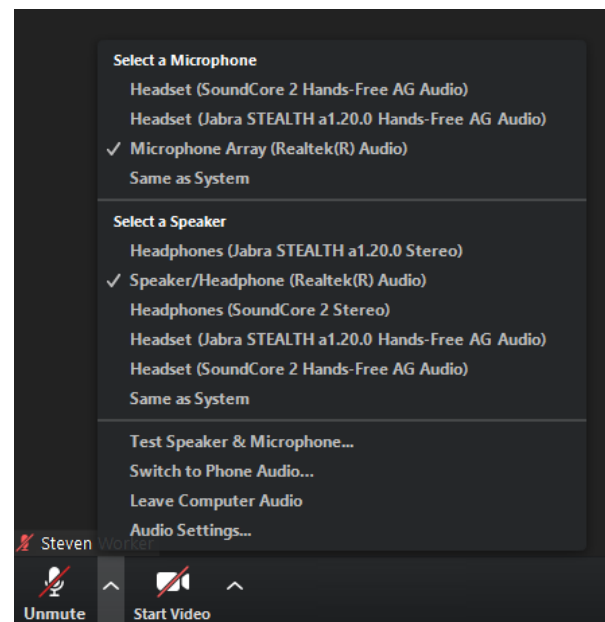 Select a Microphone
Headset (SoundCore 2 Hands-Free AG Audio)
Headset (Jabra STEALTH a1.20.0 Hands-Free AG Audio)
Microphone Array (Realtek(R) Audio)
Same as System
Select a Speaker
Headphones (Jabra STEALTH a1.20.0 Stereo)
Speaker/Headphone (Realtek(R) Audio)
Headphones (SoundCore 2 Stereo)
Headset (Jabra STEALTH a1.20.0 Hands-Free AG Audio)
Headset (SoundCore 2 Hands-Free AG Audio)
Same as System
Test Speaker & Microphone...
Switch to Phone Audio...
Leave Computer Audio
Audio Settings...
Steven Worker
Unmute
Start Video